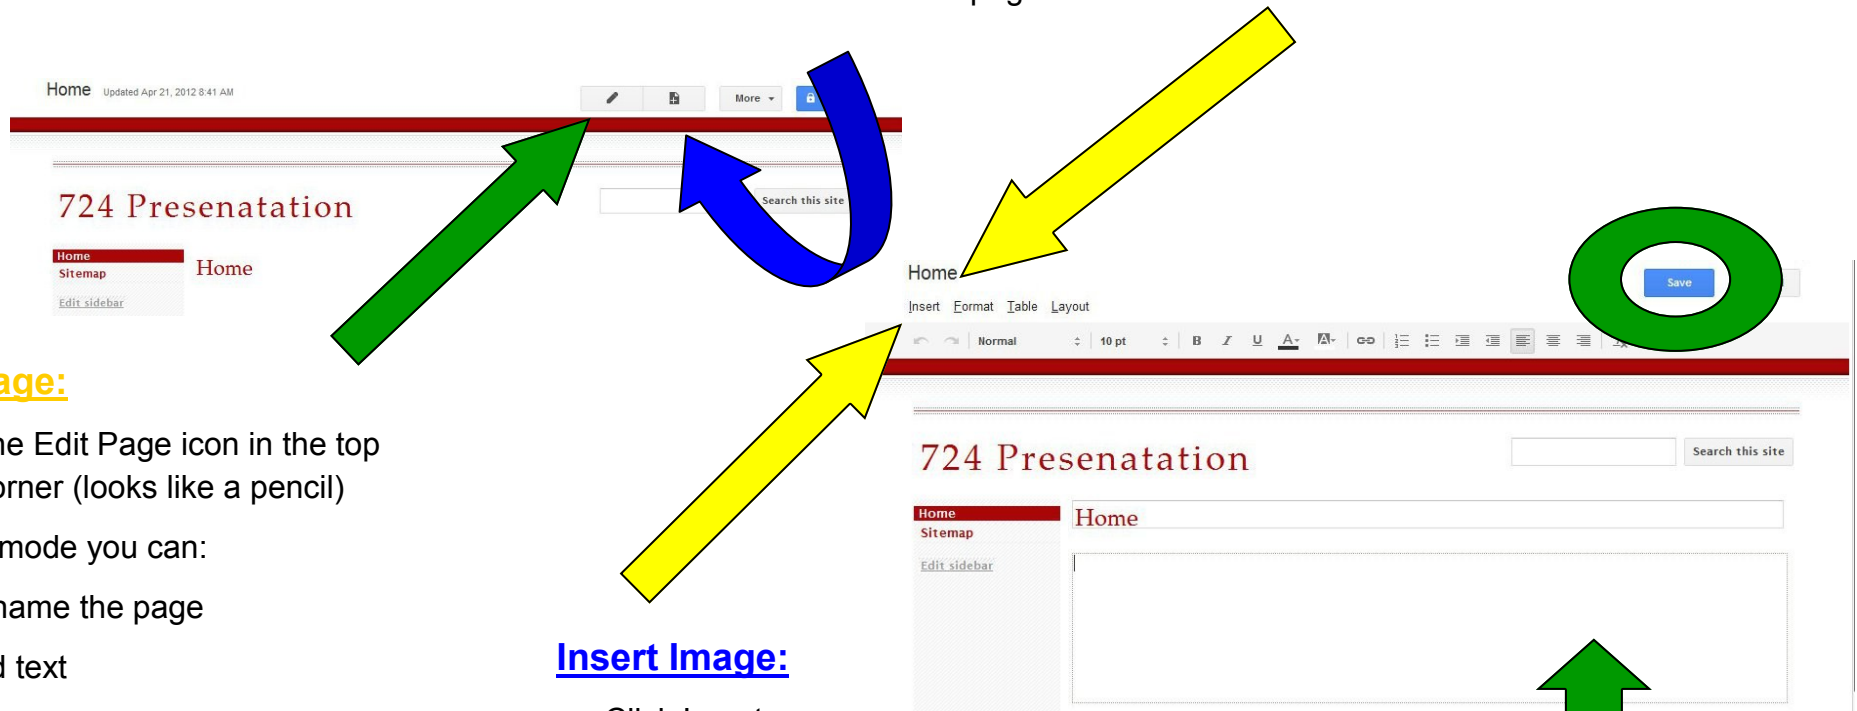 Home Updated Apr 21, 2012 8:41 AM
More
724 Presenatation
Search this site
Home
Sitemap
Edit sidebar
Home
age:
he Edit Page icon in the top
orner (looks like a pencil)
mode you can:
name the page
d text
Insert Image:
Home
Save
Insert Format Table Layout
Normal 10 pt B I U A A
724 Presenatation
Search this site
Home
Sitemap
Edit sidebar
Home